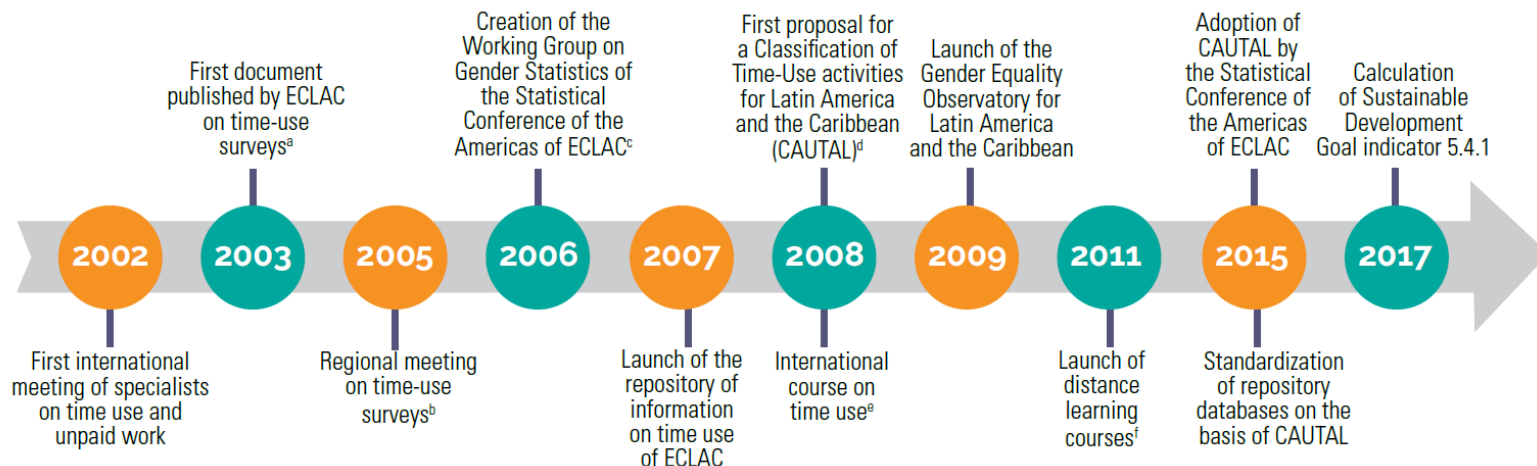 First document
published by ECLAC
on time-use
surveysᵃ
Creation of the
Working Group on
Gender Statistics of
the Statistical
Conference of the
Americas of ECLACᶜ
First proposal for
a Classification of
Time-Use activities
for Latin America
and the Caribbean
(CAUTAL)ᵈ
Launch of the
Gender Equality
Observatory for
Latin America
and the Caribbean
Adoption of
CAUTAL by
the Statistical
Conference of
the Americas
of ECLAC
Calculation
of Sustainable
Development
Goal indicator 5.4.1
2002
2003
2005
2006
2007
2008
2009
2011
2015
2017
First international
meeting of specialists
on time use and
unpaid work
Regional meeting
on time-use
surveysᵇ
Launch of the
repository of
information
on time use
of ECLAC
International
course on
time useᵉ
Launch of
distance
learning
coursesᶠ
Standardization
of repository
databases on the
basis of CAUTAL